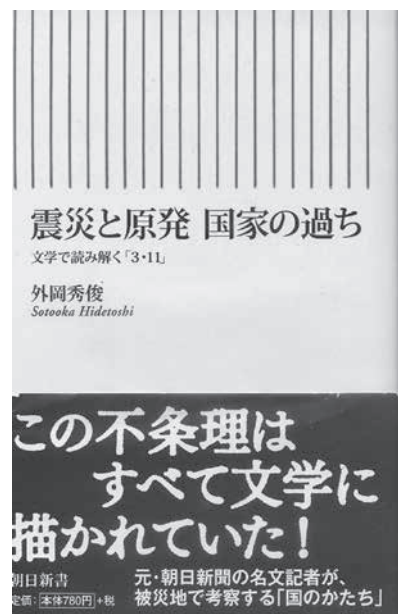 震災と原発 国家の過ち
文学で読み解く「3・11」
外岡秀俊
Sotooka Hidetoshi
この不条理は
すべて文学に
描かれていた!
朝日新書
定価:本体780円+税
元・朝日新聞の名文記者が、
被災地で考察する「国のかたち」